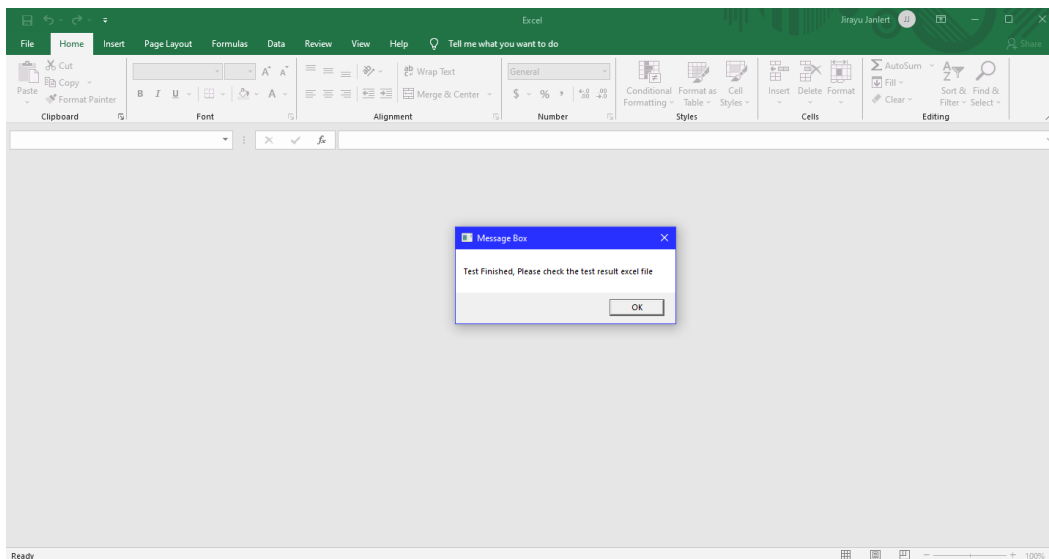 Excel
Jirayu Janlert JJ
File Home Insert Page Layout Formulas Data Review View Help Tell me what you want to do Share
Paste
Cut
Copy
Format Painter
Clipboard
A A
B I U A
Font
Wrap Text
Merge & Center
Alignment
General
$ % ,
Number
Conditional Formatting
Format as Table
Cell Styles
Styles
Insert Delete Format
Cells
AutoSum
Fill
Clear
Sort & Filter
Find & Select
Editing
fx
Message Box
Test Finished, Please check the test result excel file
OK
Ready
100%